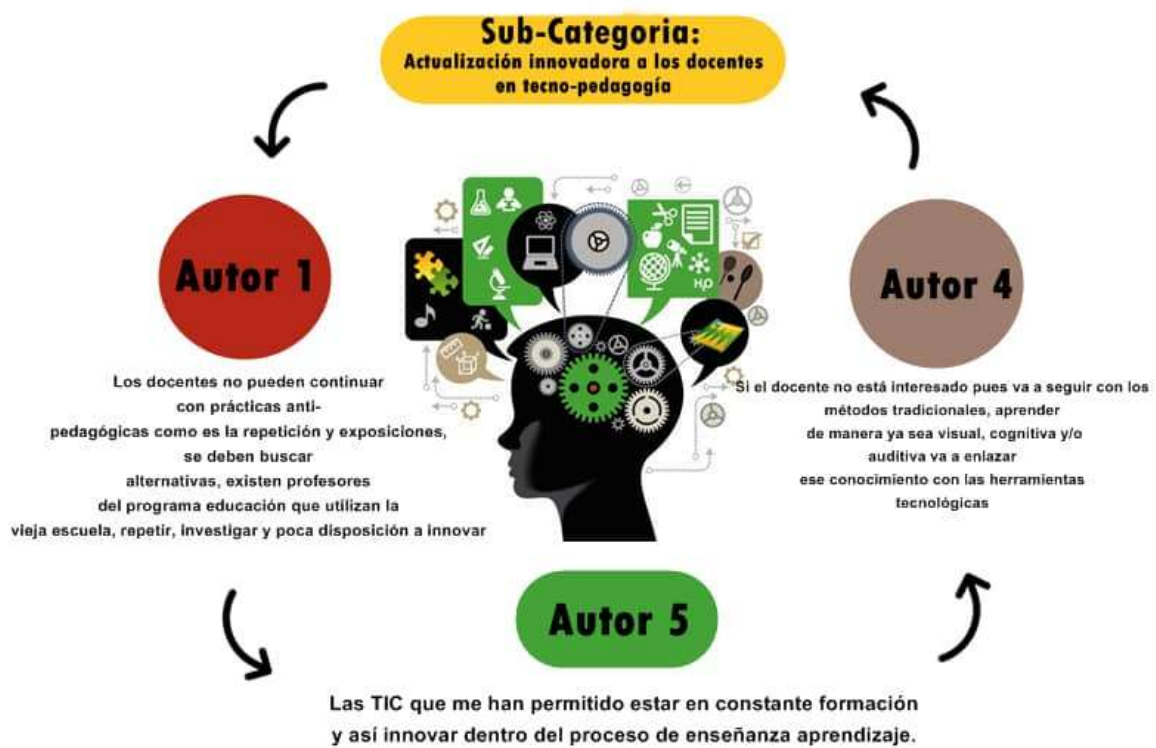 Sub-Categoria:
Actualización innovadora a los docentes
en tecno-pedagogía
Autor 1
Los docentes no pueden continuar
con prácticas anti-
pedagógicas como es la repetición y exposiciones,
se deben buscar
alternativas, existen profesores
del programa educación que utilizan la
vieja escuela, repetir, investigar y poca disposición a innovar
H₂O
Autor 4
Si el docente no está interesado pues va a seguir con los
métodos tradicionales, aprender
de manera ya sea visual, cognitiva y/o
auditiva va a enlazar
ese conocimiento con las herramientas
tecnológicas
Autor 5
Las TIC que me han permitido estar en constante formación
y así innovar dentro del proceso de enseñanza aprendizaje.